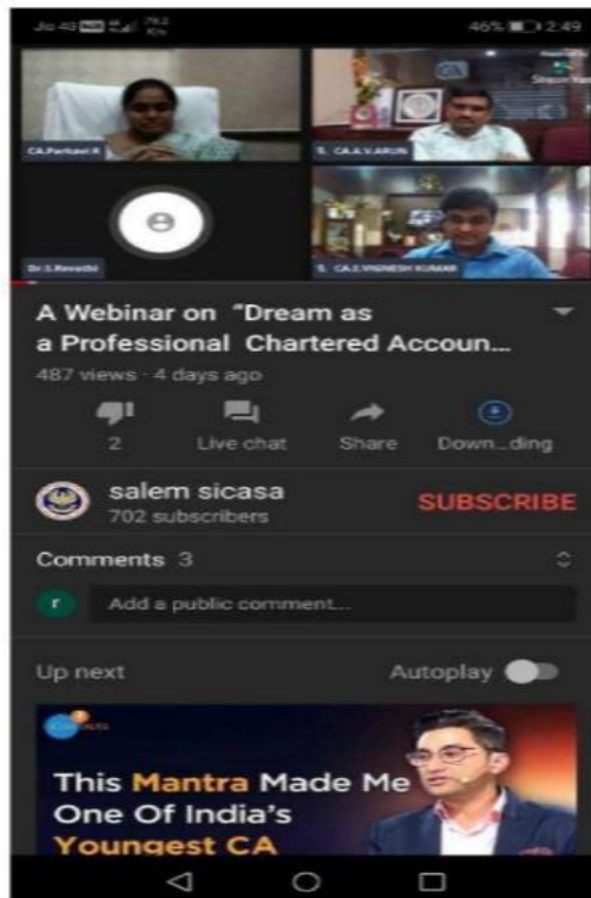 Jio 4G
46% 2:49
CA.Parkavi R
S. CA.A.V.ARUN
Dr.S.Revathi
S. CA.E.VIGNESH KUMAR
A Webinar on "Dream as
a Professional Chartered Accoun...
487 views · 4 days ago
2 Live chat Share Down...ding
salem sicasa
702 subscribers
SUBSCRIBE
Comments 3
r
Add a public comment...
Up next Autoplay
This Mantra Made Me
One Of India's
Youngest CA